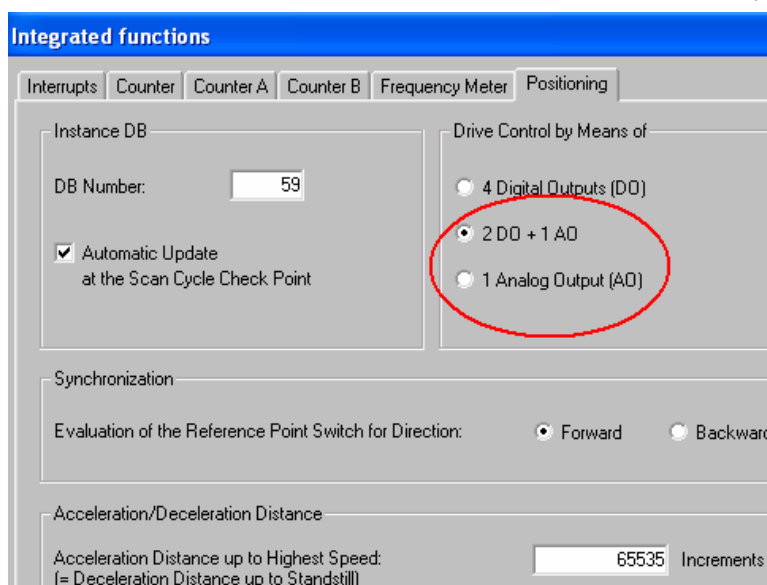 Integrated functions
Interrupts Counter Counter A Counter B Frequency Meter Positioning
Instance DB
DB Number: 59
Automatic Update
at the Scan Cycle Check Point
Drive Control by Means of
4 Digital Outputs (DO)
2 DO + 1 AO
1 Analog Output (AO)
Synchronization
Evaluation of the Reference Point Switch for Direction: Forward Backward
Acceleration/Deceleration Distance
Acceleration Distance up to Highest Speed: 65535 Increments
(= Deceleration Distance up to Standstill)